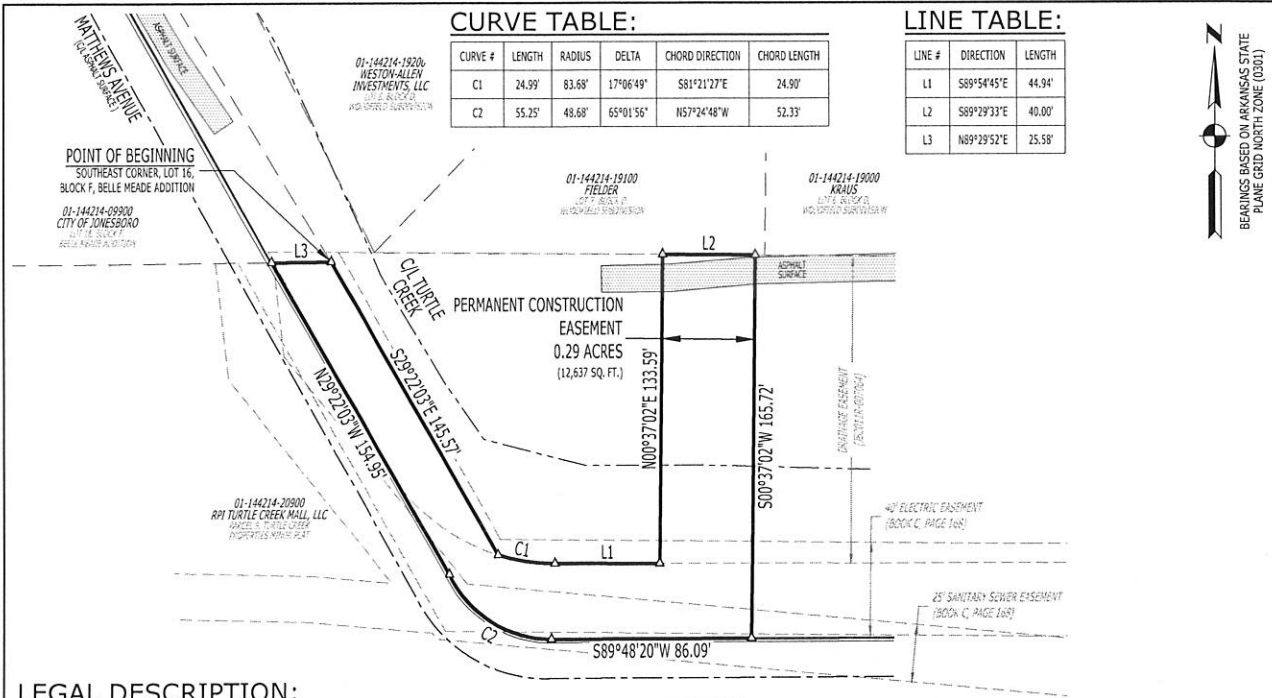 CURVE TABLE:
CURVE # LENGTH RADIUS DELTA CHORD DIRECTION CHORD LENGTH
C1 24.99' 83.68' 17°06'49" S81°21'27"E 24.90'
C2 55.25' 48.68' 65°01'56" N57°24'48"W 52.33'
LINE TABLE:
LINE # DIRECTION LENGTH
L1 S89°54'45"E 44.94'
L2 S89°29'33"E 40.00'
L3 N89°29'52"E 25.58'
N
BEARINGS BASED ON ARKANSAS STATE
PLANE GRID NORTH ZONE (0301)
MATTHEWS AVENUE
ASPHALT SURFACE
WESTON-ALLEN
INVESTMENTS, LLC
POINT OF BEGINNING
SOUTHEAST CORNER, LOT 16,
BLOCK F, BELLE MEADE ADDITION
01-144214-09900
CITY OF JONESBORO
01-144214-19100
FIELDER
01-144214-19000
KRAUS
L3
L2
ASPHALT
SURFACE
C/L TURTLE
CREEK
PERMANENT CONSTRUCTION
EASEMENT
0.29 ACRES
(12,637 SQ. FT.)
N29°22'03"W 154.95'
S29°22'03"E 145.57'
N00°37'02"E 133.59'
S00°37'02"W 165.72'
DRAINAGE EASEMENT
01-144214-20900
RPI TURTLE CREEK MALL, LLC
C1
L1
40' ELECTRIC EASEMENT
(BOOK C, PAGE 168)
25' SANITARY SEWER EASEMENT
(BOOK C, PAGE 168)
C2
S89°48'20"W 86.09'
LEGAL DESCRIPTION: